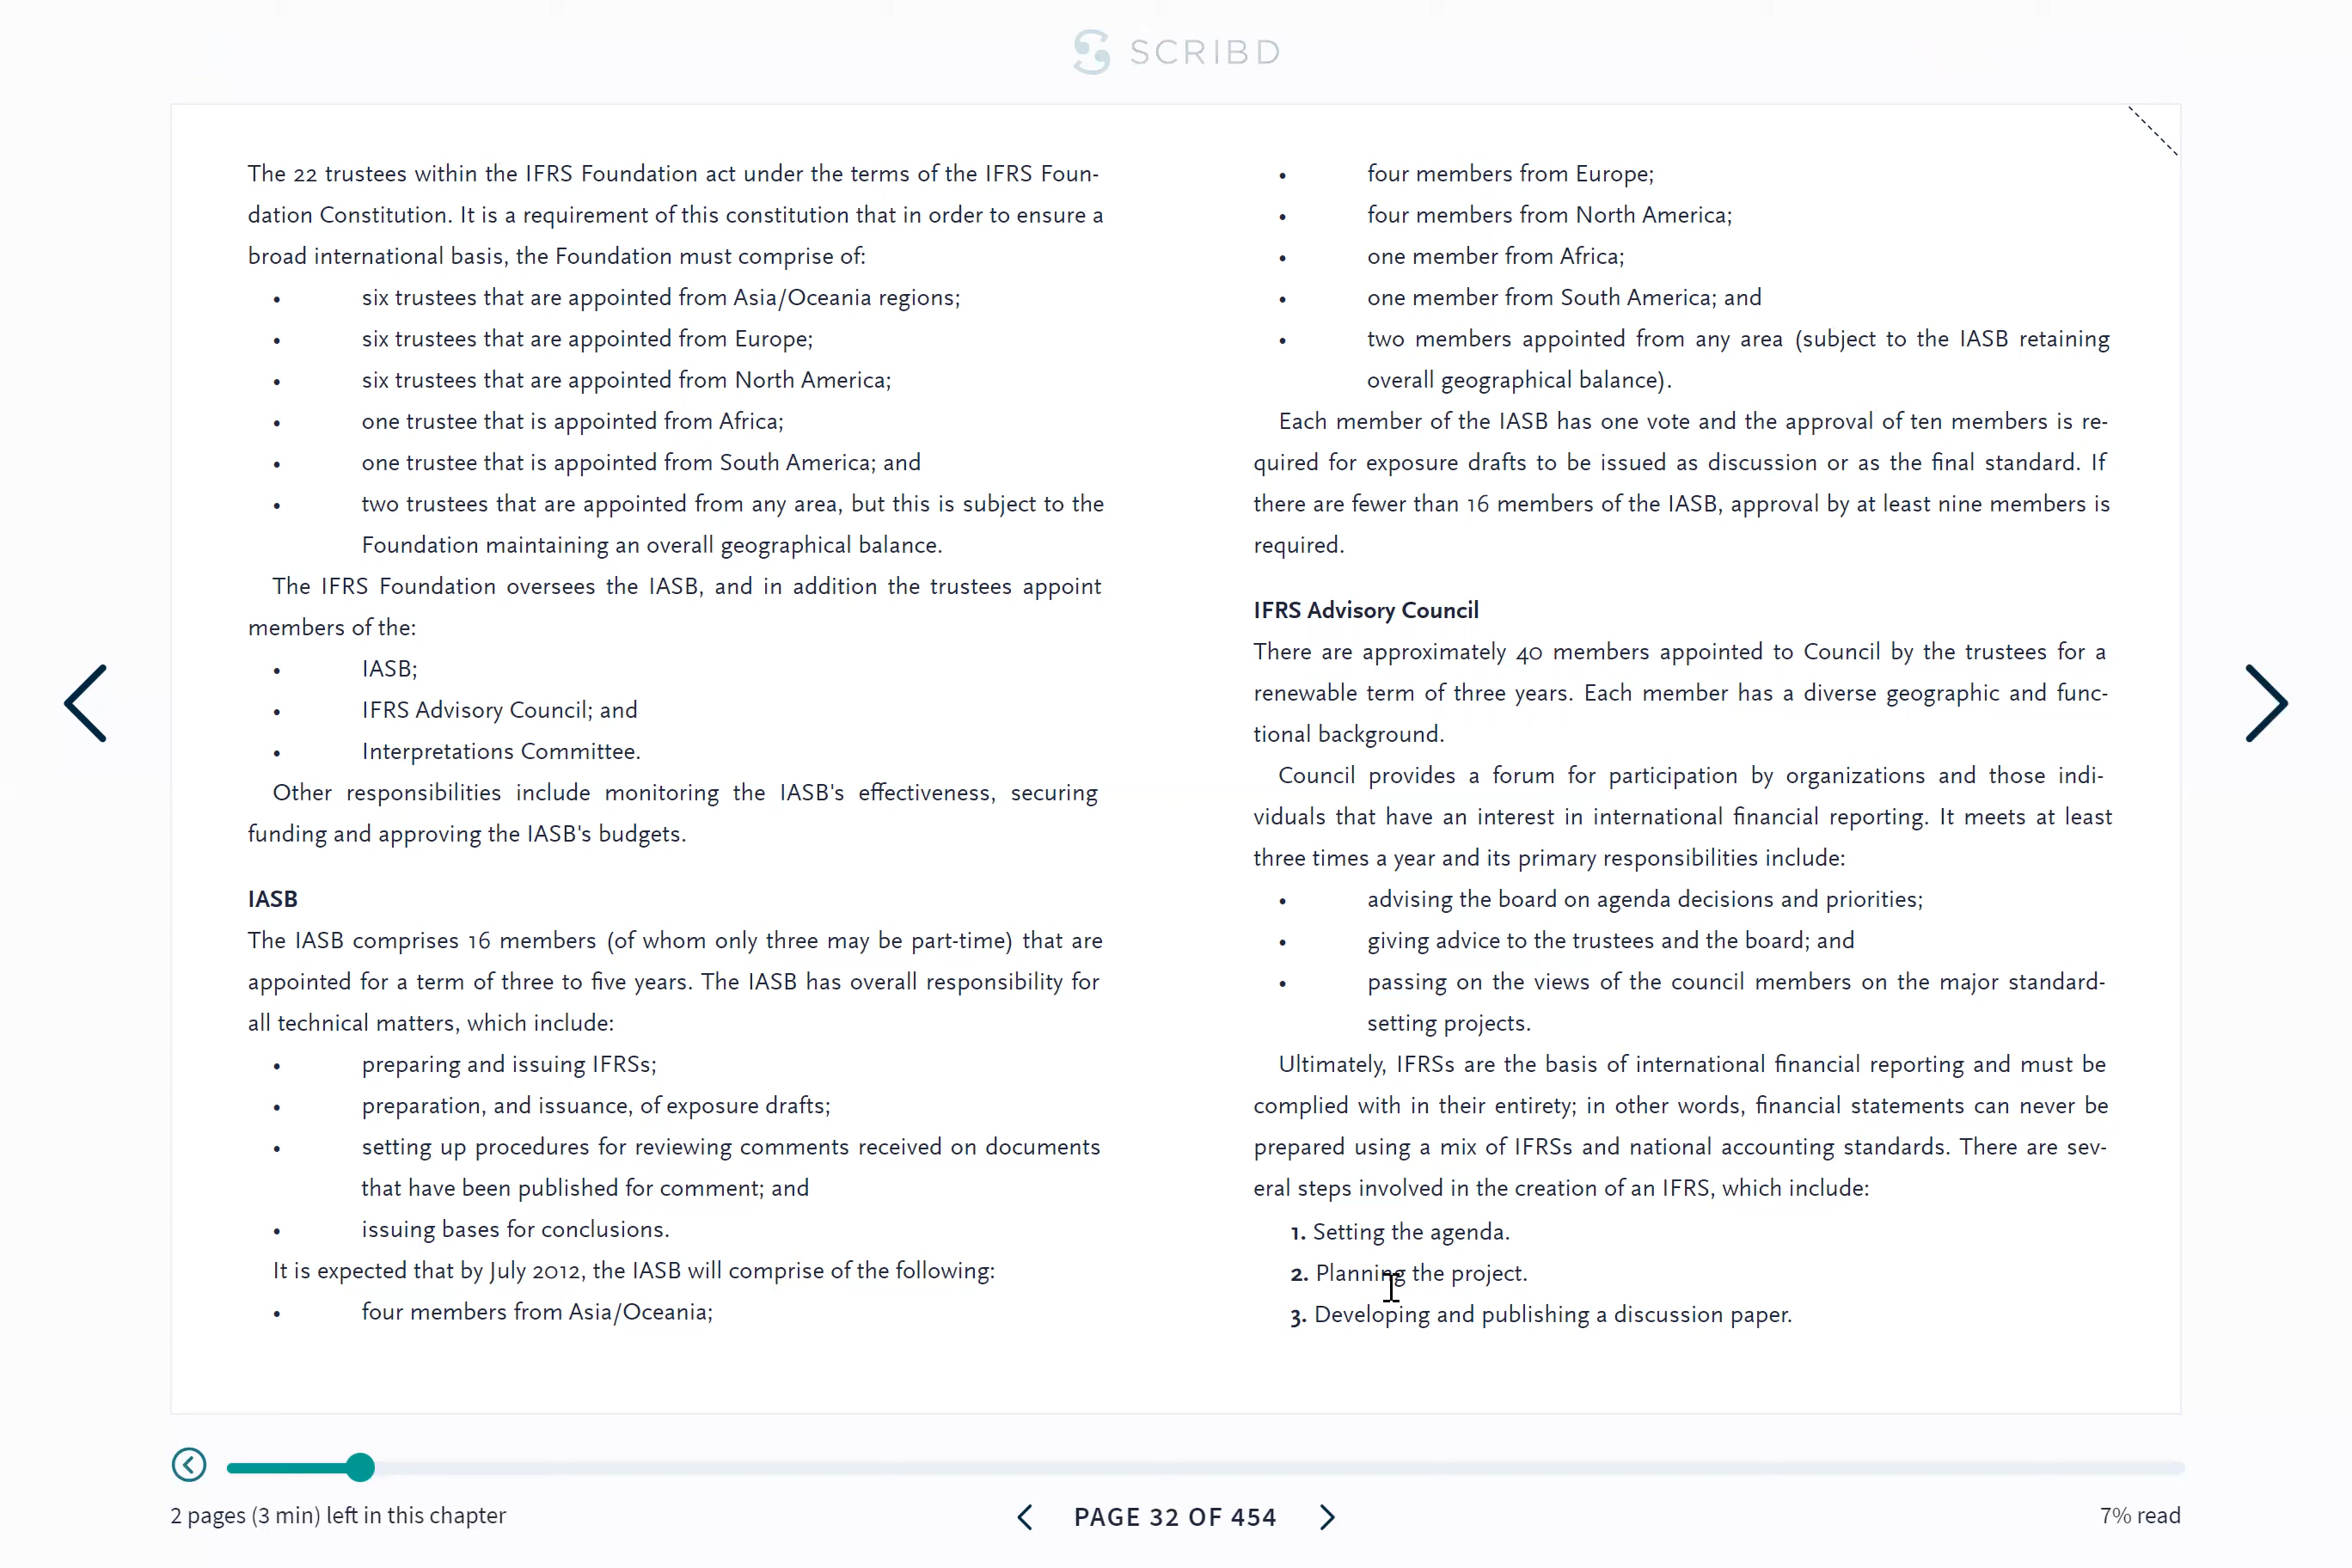 SCRIBD
The 22 trustees within the IFRS Foundation act under the terms of the IFRS Foun-
dation Constitution. It is a requirement of this constitution that in order to ensure a
broad international basis, the Foundation must comprise of:
• six trustees that are appointed from Asia/Oceania regions;
• six trustees that are appointed from Europe;
• six trustees that are appointed from North America;
• one trustee that is appointed from Africa;
• one trustee that is appointed from South America; and
• two trustees that are appointed from any area, but this is subject to the
Foundation maintaining an overall geographical balance.
The IFRS Foundation oversees the IASB, and in addition the trustees appoint
members of the:
• IASB;
• IFRS Advisory Council; and
• Interpretations Committee.
Other responsibilities include monitoring the IASB's effectiveness, securing
funding and approving the IASB's budgets.
IASB
The IASB comprises 16 members (of whom only three may be part-time) that are
appointed for a term of three to five years. The IASB has overall responsibility for
all technical matters, which include:
• preparing and issuing IFRSs;
• preparation, and issuance, of exposure drafts;
• setting up procedures for reviewing comments received on documents
that have been published for comment; and
• issuing bases for conclusions.
It is expected that by July 2012, the IASB will comprise of the following:
• four members from Asia/Oceania;
• four members from Europe;
• four members from North America;
• one member from Africa;
• one member from South America; and
• two members appointed from any area (subject to the IASB retaining
overall geographical balance).
Each member of the IASB has one vote and the approval of ten members is re-
quired for exposure drafts to be issued as discussion or as the final standard. If
there are fewer than 16 members of the IASB, approval by at least nine members is
required.
IFRS Advisory Council
There are approximately 40 members appointed to Council by the trustees for a
renewable term of three years. Each member has a diverse geographic and func-
tional background.
Council provides a forum for participation by organizations and those indi-
viduals that have an interest in international financial reporting. It meets at least
three times a year and its primary responsibilities include:
• advising the board on agenda decisions and priorities;
• giving advice to the trustees and the board; and
• passing on the views of the council members on the major standard-
setting projects.
Ultimately, IFRSs are the basis of international financial reporting and must be
complied with in their entirety; in other words, financial statements can never be
prepared using a mix of IFRSs and national accounting standards. There are sev-
eral steps involved in the creation of an IFRS, which include:
1. Setting the agenda.
2. Planning the project.
3. Developing and publishing a discussion paper.
2 pages (3 min) left in this chapter
PAGE 32 OF 454
7% read